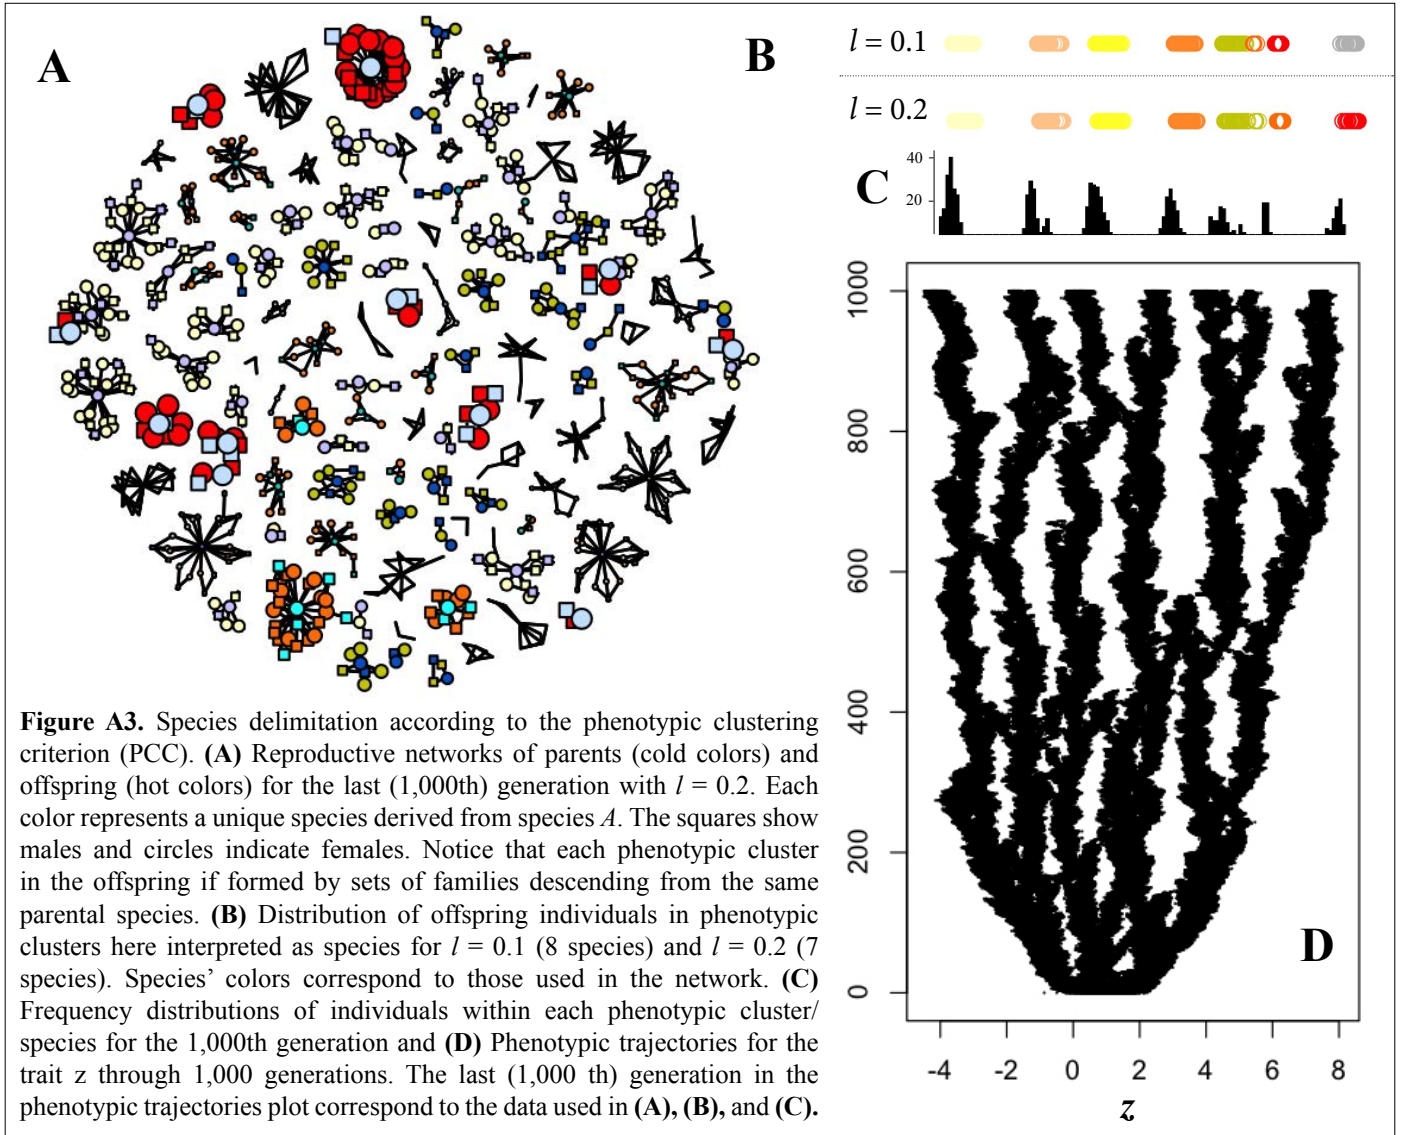 A
B
l = 0.1
l = 0.2
C
40
20
1000
800
600
400
200
0
D
-4 -2 0 2 4 6 8
z
Figure A3. Species delimitation according to the phenotypic clustering
criterion (PCC). (A) Reproductive networks of parents (cold colors) and
offspring (hot colors) for the last (1,000th) generation with l = 0.2. Each
color represents a unique species derived from species A. The squares show
males and circles indicate females. Notice that each phenotypic cluster
in the offspring if formed by sets of families descending from the same
parental species. (B) Distribution of offspring individuals in phenotypic
clusters here interpreted as species for l = 0.1 (8 species) and l = 0.2 (7
species). Species’ colors correspond to those used in the network. (C)
Frequency distributions of individuals within each phenotypic cluster/
species for the 1,000th generation and (D) Phenotypic trajectories for the
trait z through 1,000 generations. The last (1,000 th) generation in the
phenotypic trajectories plot correspond to the data used in (A), (B), and (C).